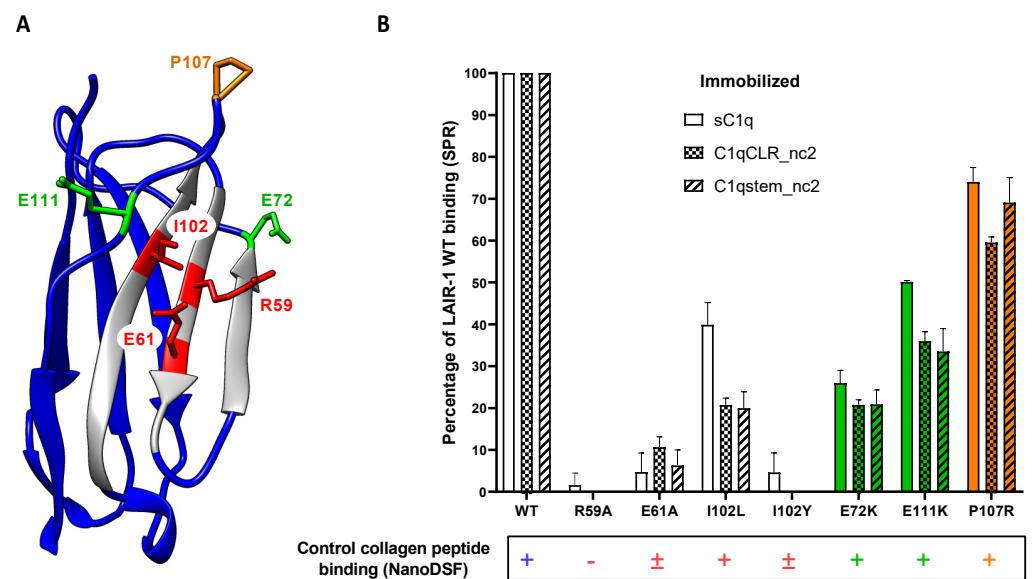 A
P107
E111
E72
I102
R59
E61
B
Percentage of LAIR-1 WT binding (SPR)
100
90
80
70
60
50
40
30
20
10
0
Immobilized
sC1q
C1qCLR_nc2
C1qstem_nc2
WT R59A E61A I102L I102Y E72K E111K P107R
Control collagen peptide
binding (NanoDSF)
+ - ± + ± + + +